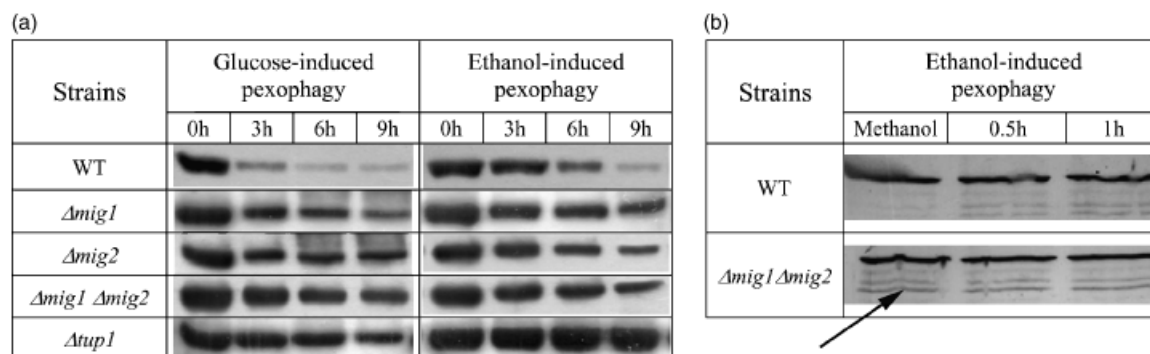 (a)
Strains
Glucose-induced pexophagy
Ethanol-induced pexophagy
0h 3h 6h 9h 0h 3h 6h 9h
WT
Δmig1
Δmig2
Δmig1 Δmig2
Δtup1
(b)
Strains
Ethanol-induced pexophagy
Methanol 0.5h 1h
WT
Δmig1Δmig2